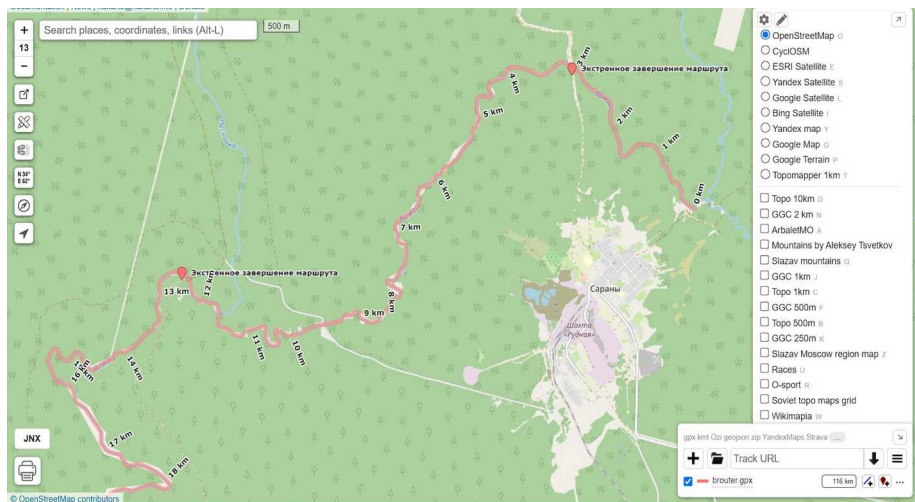 +
13
−
Search places, coordinates, links (Alt-L)
500 m
N 34°
E 62°
JNX
© OpenStreetMap contributors
Экстренное завершение маршрута
Экстренное завершение маршрута
0 km
1 km
2 km
3 km
4 km
5 km
6 km
7 km
8 km
9 km
10 km
11 km
12 km
13 km
14 km
16 km
17 km
18 km
Сараны
Шахта
«Рудная»
OpenStreetMap O
CyclOSM
ESRI Satellite E
Yandex Satellite S
Google Satellite L
Bing Satellite I
Yandex map Y
Google Map G
Google Terrain P
Topomapper 1km T
Topo 10km D
GGC 2 km N
ArbaletMO A
Mountains by Aleksey Tsvetkov
Slazav mountains Q
GGC 1km J
Topo 1km C
GGC 500m F
Topo 500m B
GGC 250m K
Slazav Moscow region map Z
Races U
O-sport R
Soviet topo maps grid
Wikimapia W
gpx kml Ozi geojson zip YandexMaps Strava ...
Track URL
brouter.gpx
116 km